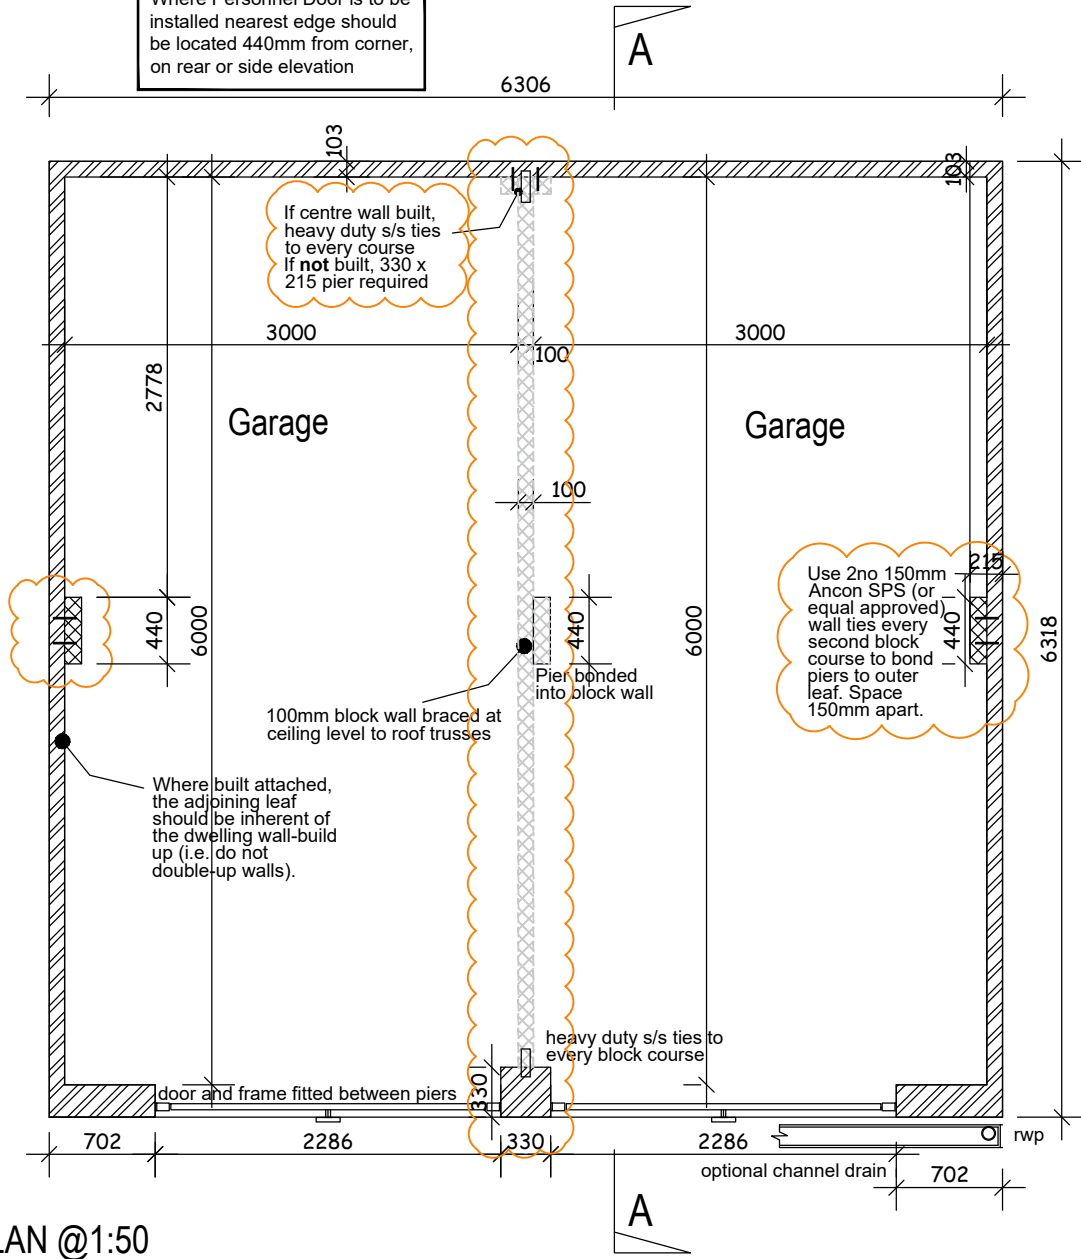 Where Personnel Door is to be
installed nearest edge should
be located 440mm from corner,
on rear or side elevation
A
6306
103
103
If centre wall built,
heavy duty s/s ties
to every course
If not built, 330 x
215 pier required
3000
100
3000
2778
Garage
Garage
100
215
Use 2no 150mm
Ancon SPS (or
equal approved)
wall ties every
second block
course to bond
piers to outer
leaf. Space
150mm apart.
440
6000
440
6000
440
6318
Pier bonded
into block wall
100mm block wall braced at
ceiling level to roof trusses
Where built attached,
the adjoining leaf
should be inherent of
the dwelling wall-build
up (i.e. do not
double-up walls).
heavy duty s/s ties to
every block course
door and frame fitted between piers
330
702
2286
330
2286
rwp
optional channel drain
702
A
LAN @1:50